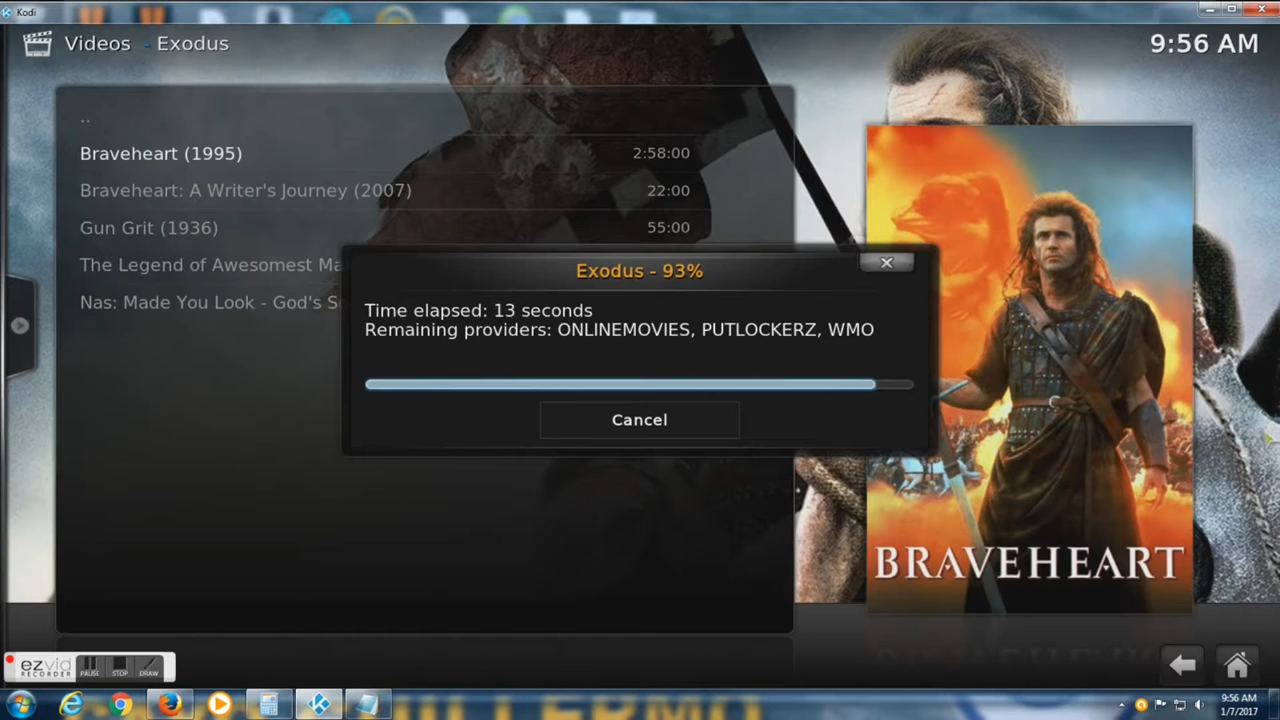 Kodi
Videos - Exodus
9:56 AM
..
Braveheart (1995) 2:58:00
Braveheart: A Writer's Journey (2007) 22:00
Gun Grit (1936) 55:00
The Legend of Awesomest
Nas: Made You Look - God's
Exodus - 93%
Time elapsed: 13 seconds
Remaining providers: ONLINEMOVIES, PUTLOCKERZ, WMO
Cancel
BRAVEHEART
ezvid
RECORDER
PAUSE STOP DRAW
9:56 AM
1/7/2017